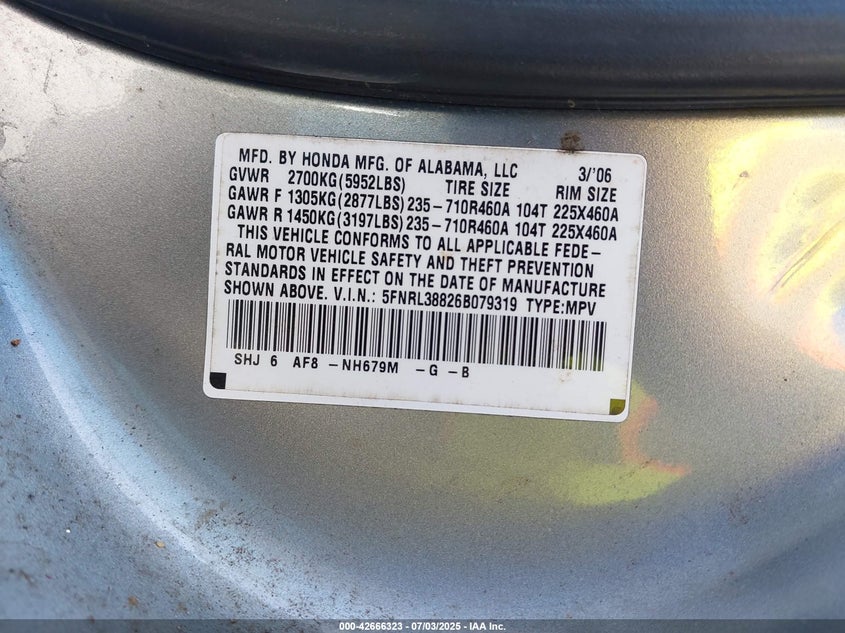 MFD. BY HONDA MFG. OF ALABAMA, LLC 3/'06
GVWR 2700KG(5952LBS) TIRE SIZE RIM SIZE
GAWR F 1305KG(2877LBS) 235-710R460A 104T 225X460A
GAWR R 1450KG(3197LBS) 235-710R460A 104T 225X460A
THIS VEHICLE CONFORMS TO ALL APPLICABLE FEDE-
RAL MOTOR VEHICLE SAFETY AND THEFT PREVENTION
STANDARDS IN EFFECT ON THE DATE OF MANUFACTURE
SHOWN ABOVE. V.I.N.: 5FNRL38826B079319 TYPE:MPV
SHJ 6 AF8 -NH679M -G -B
000-42666323 - 07/03/2025 - IAA Inc.